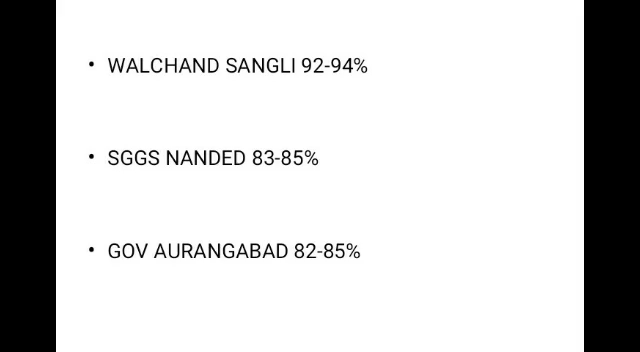 • WALCHAND SANGLI 92-94%
• SGGS NANDED 83-85%
• GOV AURANGABAD 82-85%